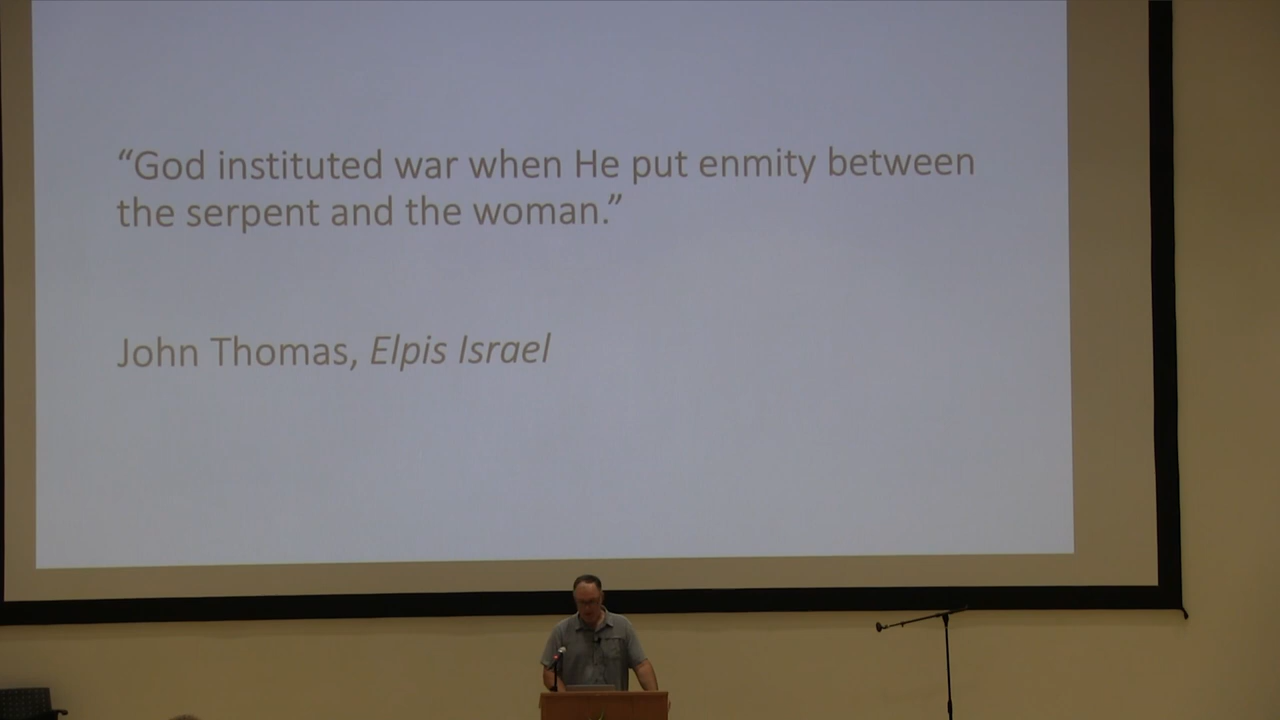 “God instituted war when He put enmity between
the serpent and the woman.”
John Thomas, Elpis Israel